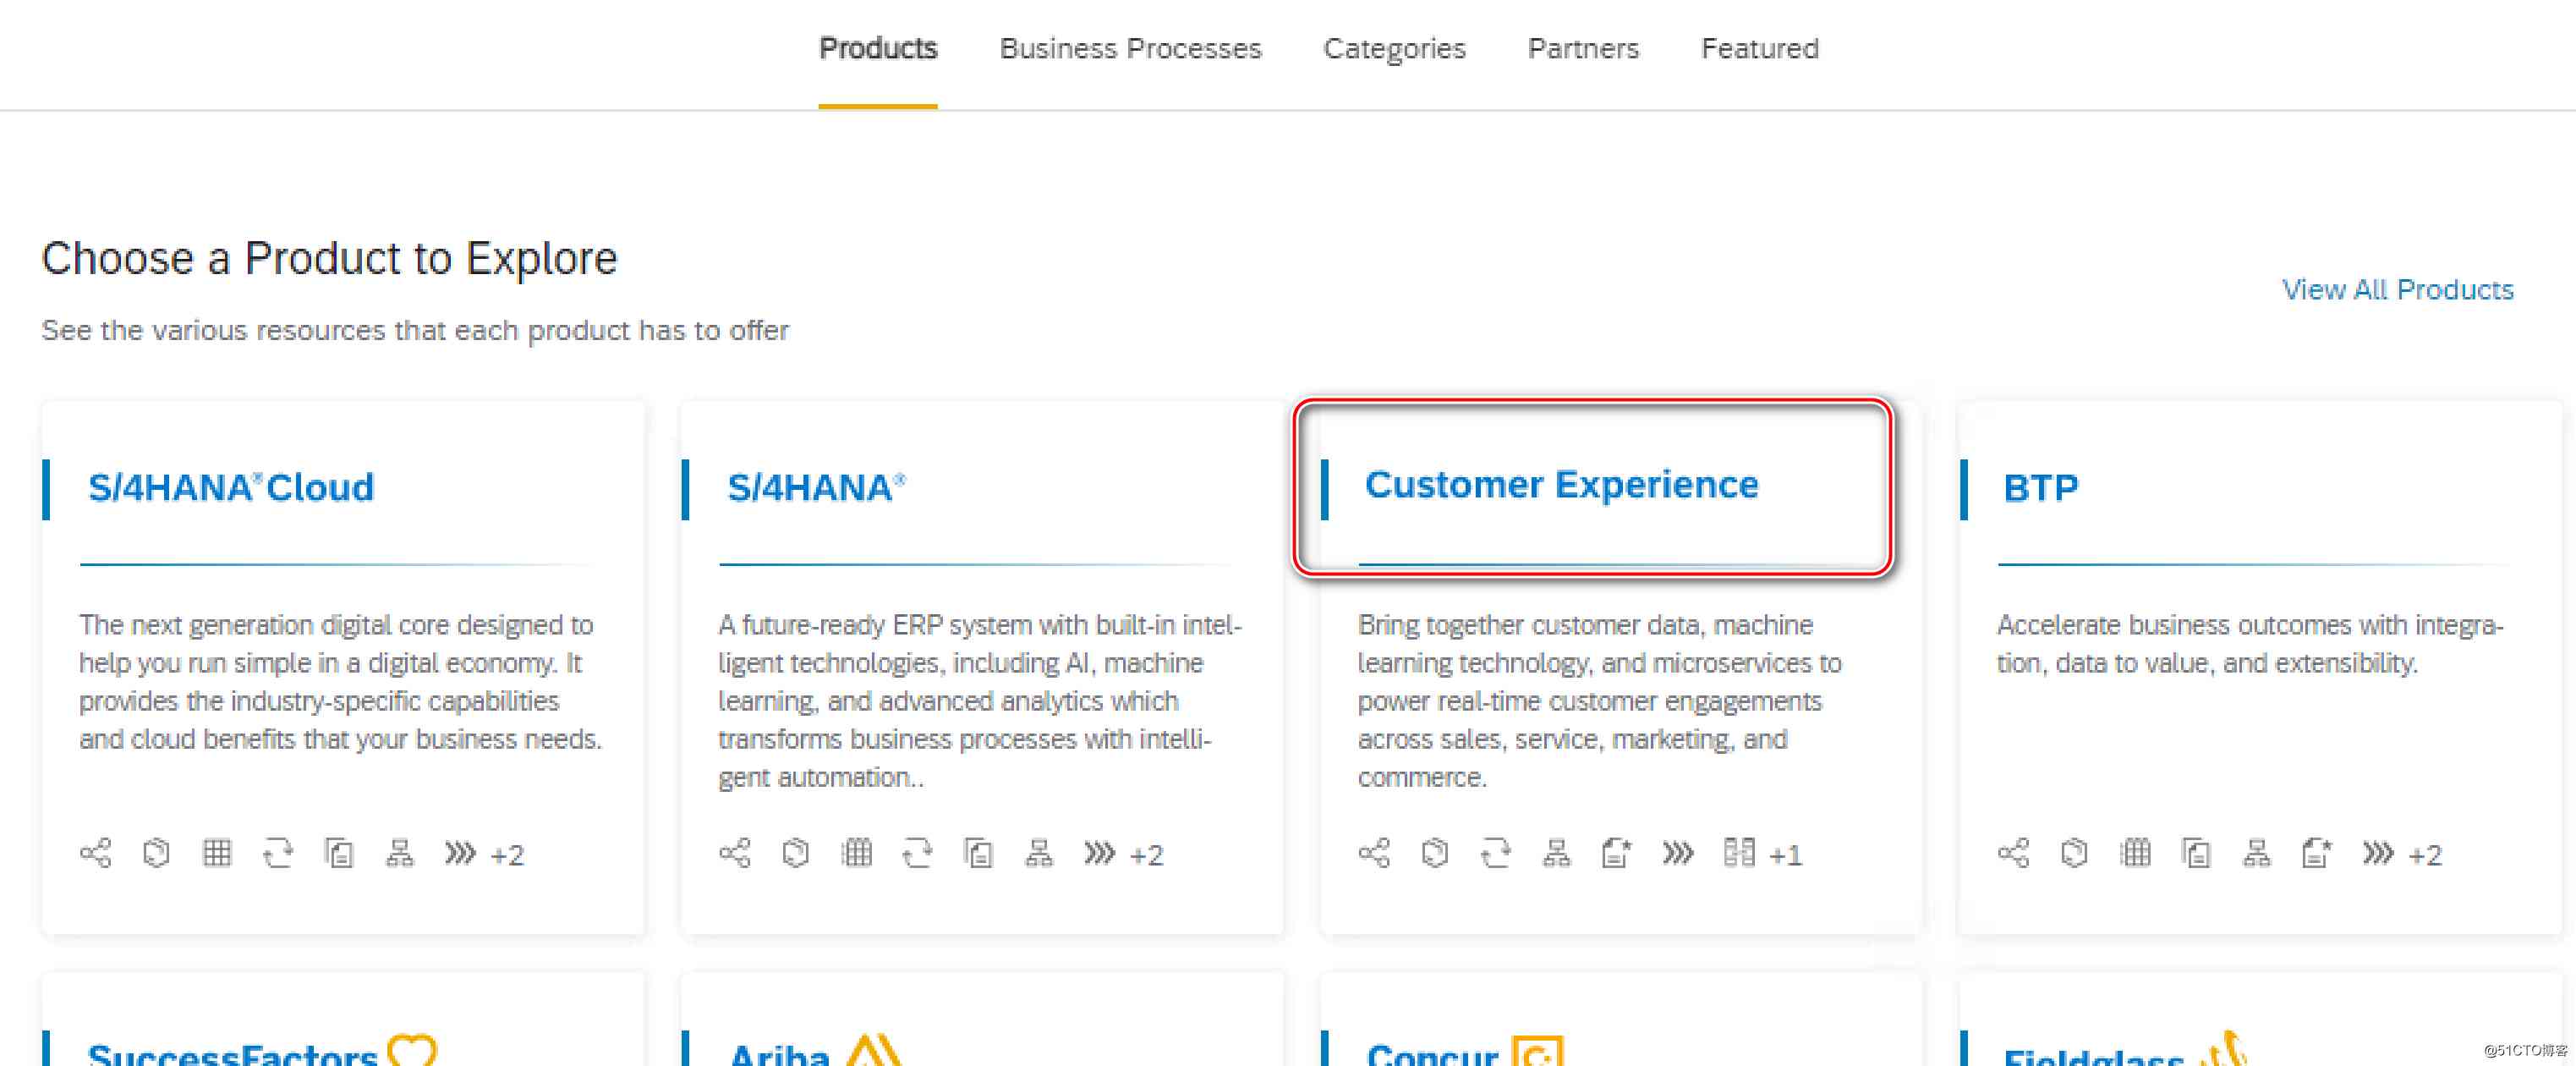 Products Business Processes Categories Partners Featured
Choose a Product to Explore
View All Products
See the various resources that each product has to offer
S/4HANA® Cloud
The next generation digital core designed to
help you run simple in a digital economy. It
provides the industry-specific capabilities
and cloud benefits that your business needs.
+2
S/4HANA®
A future-ready ERP system with built-in intel-
ligent technologies, including AI, machine
learning, and advanced analytics which
transforms business processes with intelli-
gent automation..
+2
Customer Experience
Bring together customer data, machine
learning technology, and microservices to
power real-time customer engagements
across sales, service, marketing, and
commerce.
+1
BTP
Accelerate business outcomes with integra-
tion, data to value, and extensibility.
+2
SuccessFactors
Ariba
Concur
Fieldglass
@51CTO博客